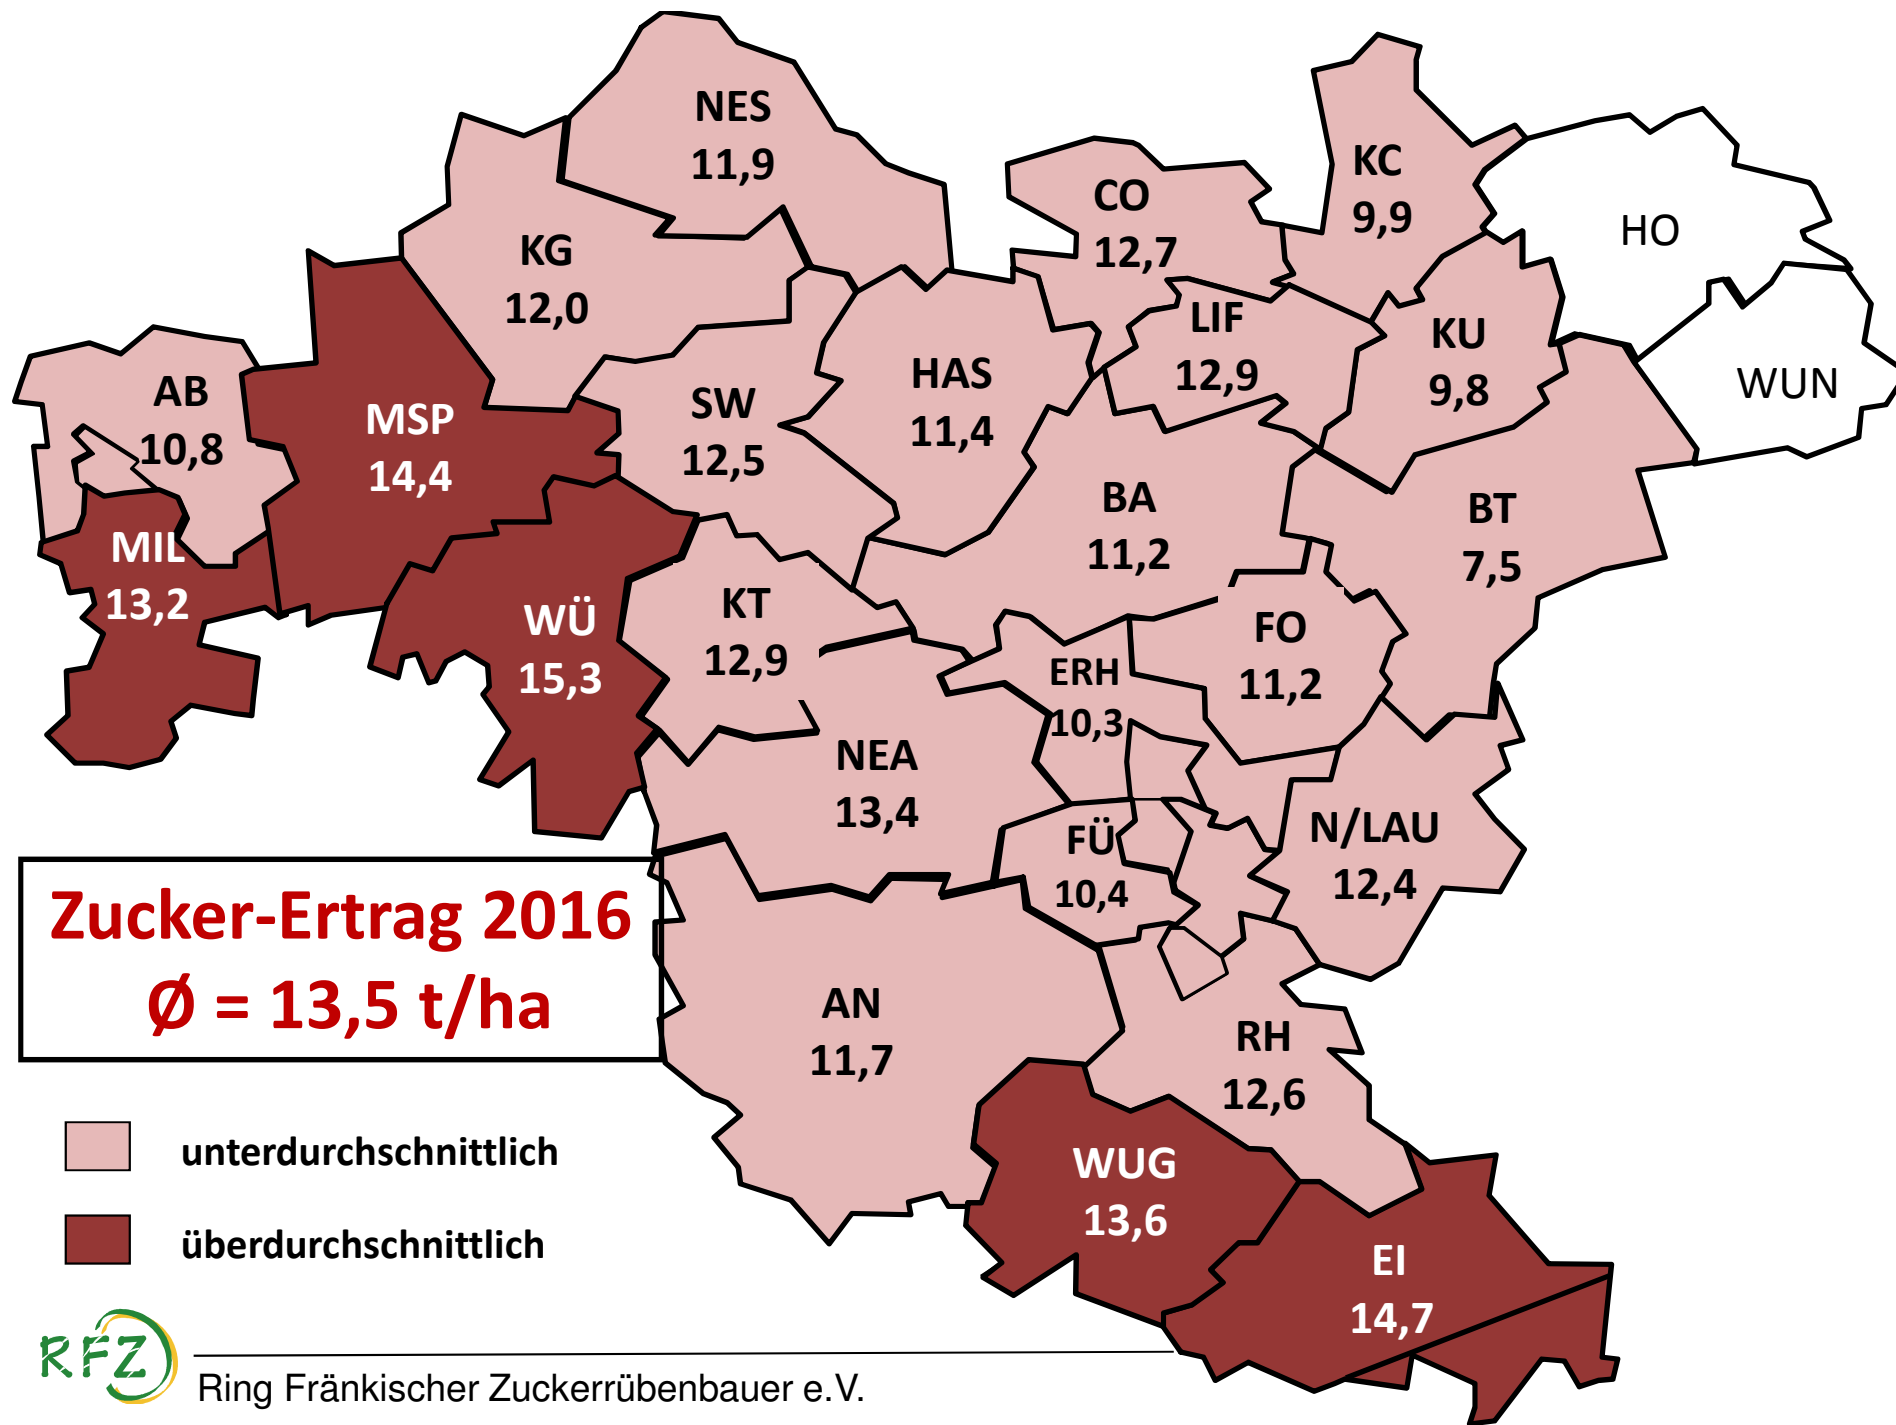 NES
11,9
KC
9,9
CO
12,7
HO
KG
12,0
LIF
12,9
KU
9,8
WUN
AB
10,8
MSP
14,4
SW
12,5
HAS
11,4
BA
11,2
BT
7,5
MIL
13,2
WÜ
15,3
KT
12,9
FO
11,2
ERH
10,3
NEA
13,4
FÜ
10,4
N/LAU
12,4
Zucker-Ertrag 2016
Ø = 13,5 t/ha
AN
11,7
RH
12,6
WUG
13,6
EI
14,7
unterdurchschnittlich
überdurchschnittlich
RFZ
Ring Fränkischer Zuckerrübenbauer e.V.